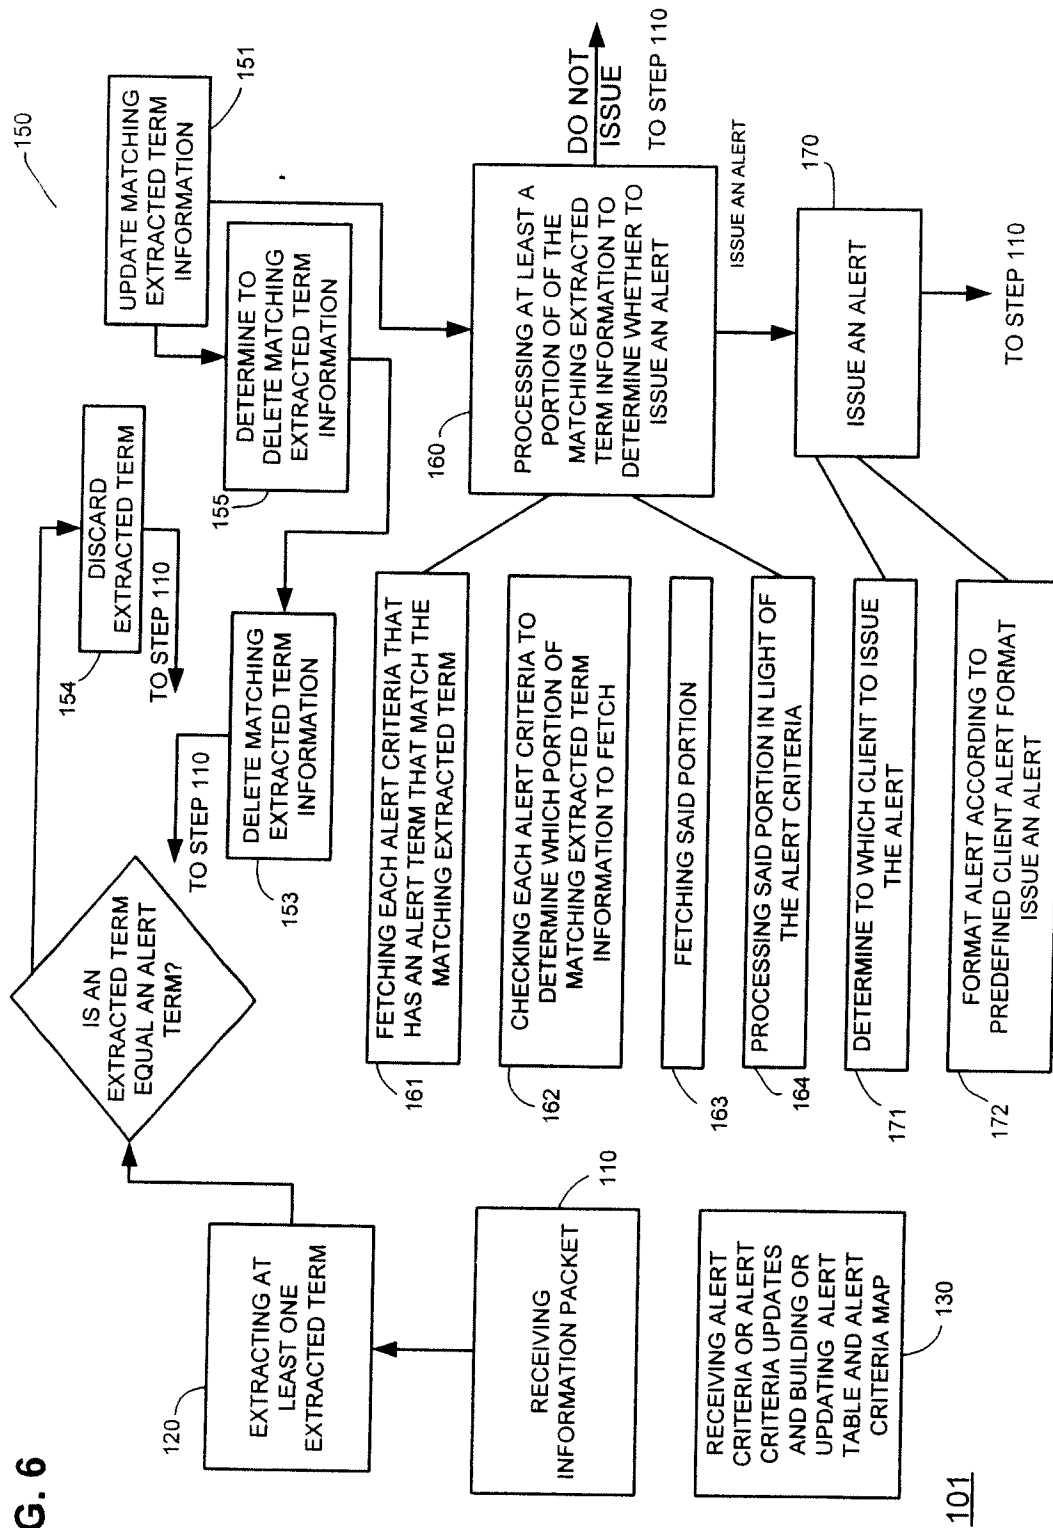 G. 6
101
150
120
EXTRACTING AT
LEAST ONE
EXTRACTED TERM
RECEIVING
INFORMATION PACKET
110
RECEIVING ALERT
CRITERIA OR ALERT
CRITERIA UPDATES
AND BUILDING OR
UPDATING ALERT
TABLE AND ALERT
CRITERIA MAP
130
IS AN
EXTRACTED TERM
EQUAL AN ALERT
TERM?
154
DISCARD
EXTRACTED TERM
TO STEP 110
UPDATE MATCHING
EXTRACTED TERM
INFORMATION
151
155
DETERMINE TO
DELETE MATCHING
EXTRACTED TERM
INFORMATION
TO STEP 110
153
DELETE MATCHING
EXTRACTED TERM
INFORMATION
160
PROCESSING AT LEAST A
PORTION OF OF THE
MATCHING EXTRACTED
TERM INFORMATION TO
DETERMINE WHETHER TO
ISSUE AN ALERT
DO NOT
ISSUE
TO STEP 110
ISSUE AN ALERT
161
FETCHING EACH ALERT CRITERIA THAT
HAS AN ALERT TERM THAT MATCH THE
MATCHING EXTRACTED TERM
162
CHECKING EACH ALERT CRITERIA TO
DETERMINE WHICH PORTION OF
MATCHING EXTRACTED TERM
INFORMATION TO FETCH
163
FETCHING SAID PORTION
164
PROCESSING SAID PORTION IN LIGHT OF
THE ALERT CRITERIA
170
ISSUE AN ALERT
TO STEP 110
171
DETERMINE TO WHICH CLIENT TO ISSUE
THE ALERT
172
FORMAT ALERT ACCORDING TO
PREDEFINED CLIENT ALERT FORMAT
ISSUE AN ALERT